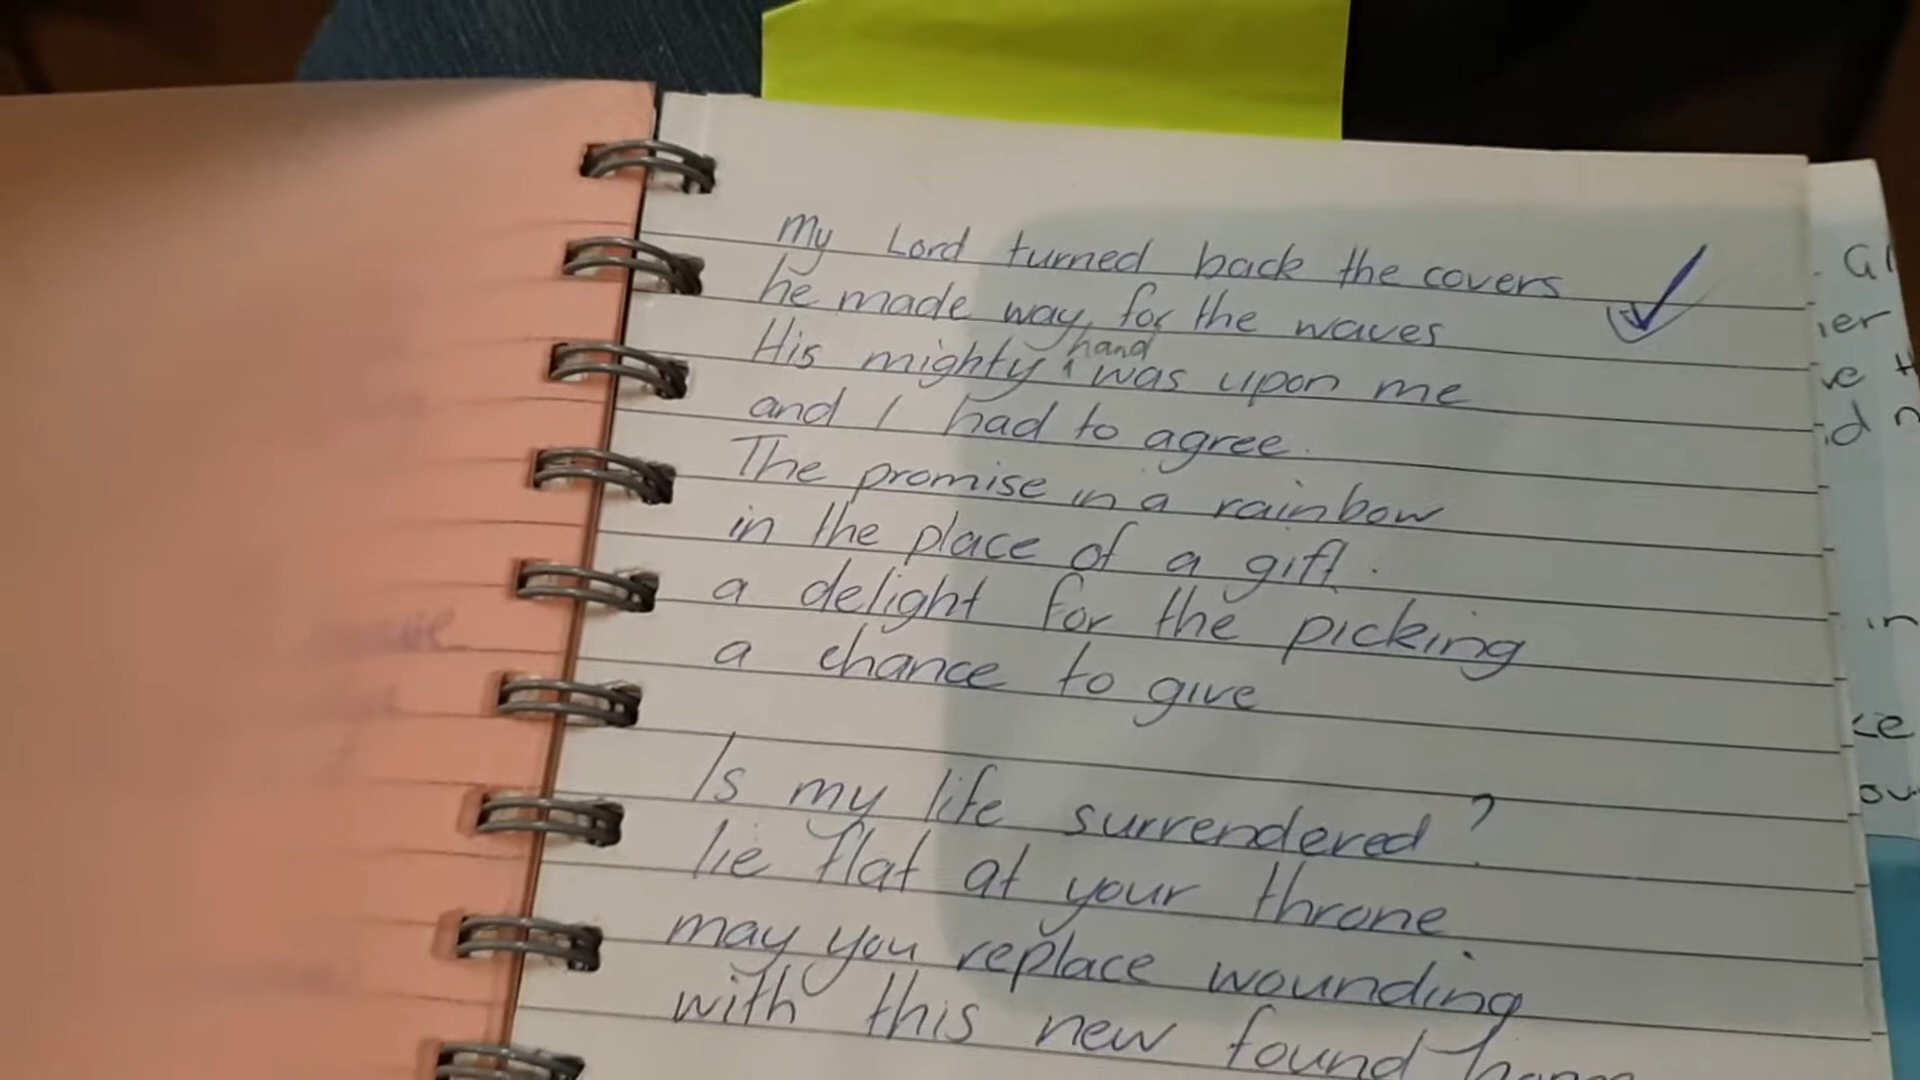 My Lord turned back the covers
he made way, for the waves
His mighty hand was upon me
and I had to agree.
The promise in a rainbow
in the place of a gift.
a delight for the picking
a chance to give
Is my life surrendered?
lie flat at your throne
may you replace wounding
with this new found